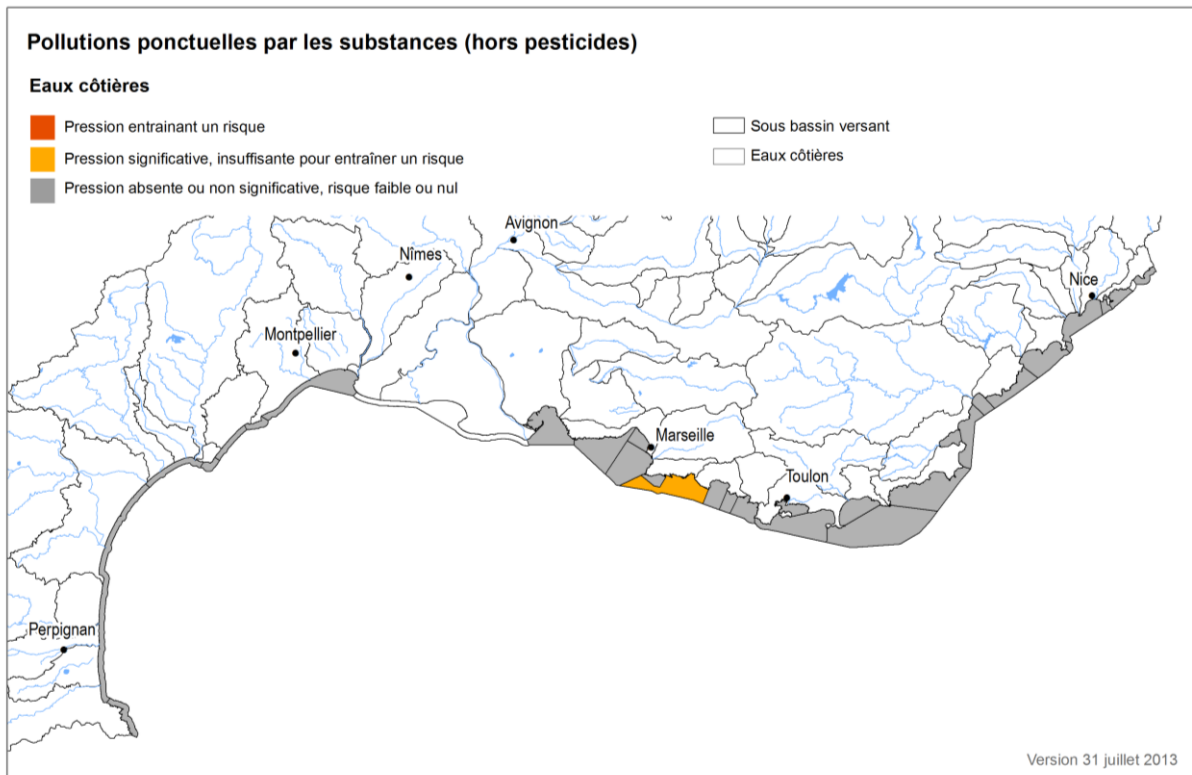 Pollutions ponctuelles par les substances (hors pesticides)
Eaux côtières
Pression entrainant un risque
Pression significative, insuffisante pour entraîner un risque
Pression absente ou non significative, risque faible ou nul
Sous bassin versant
Eaux côtières
Avignon
Nîmes
Nice
Montpellier
Marseille
Toulon
Perpignan
Version 31 juillet 2013